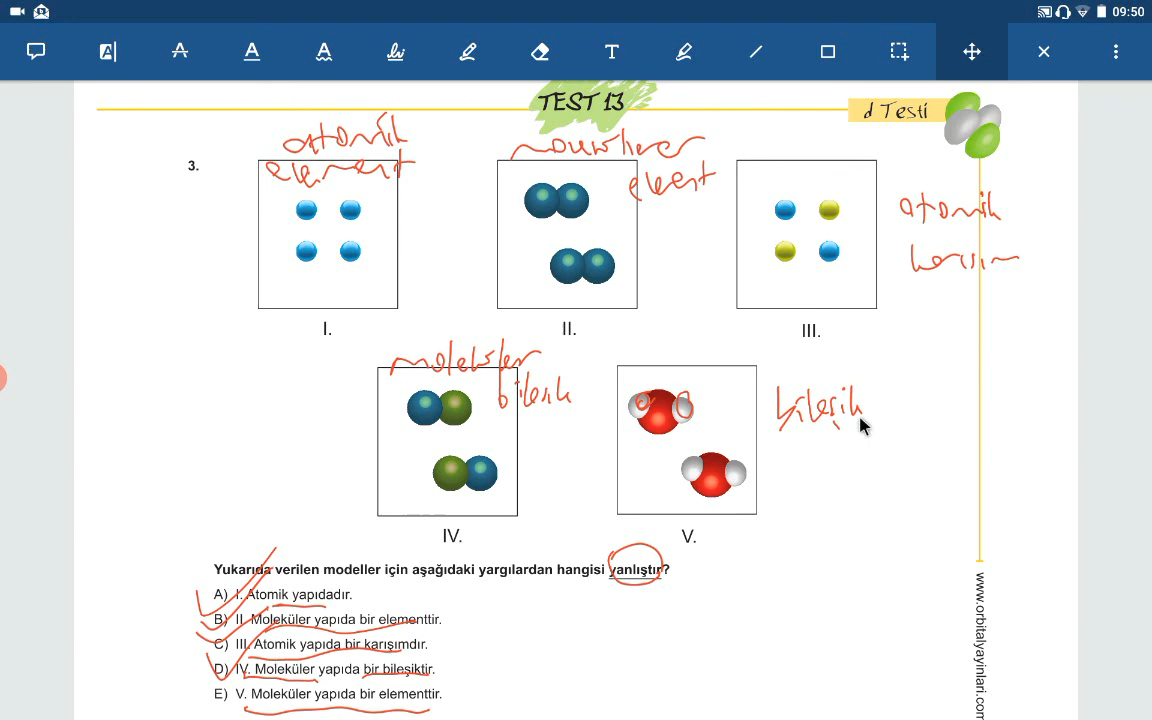 09:50
T
TEST 13
d Testi
3.
atomik
element
element
atomik
karışım
I.
II.
III.
moleküler
bileşik
bileşik
IV.
V.
Yukarıda verilen modeller için aşağıdaki yargılardan hangisi yanlıştır?
A) I. Atomik yapıdadır.
B) II. Moleküler yapıda bir elementtir.
C) III. Atomik yapıda bir karışımdır.
D) IV. Moleküler yapıda bir bileşiktir.
E) V. Moleküler yapıda bir elementtir.
www.orbitalyayinlari.com